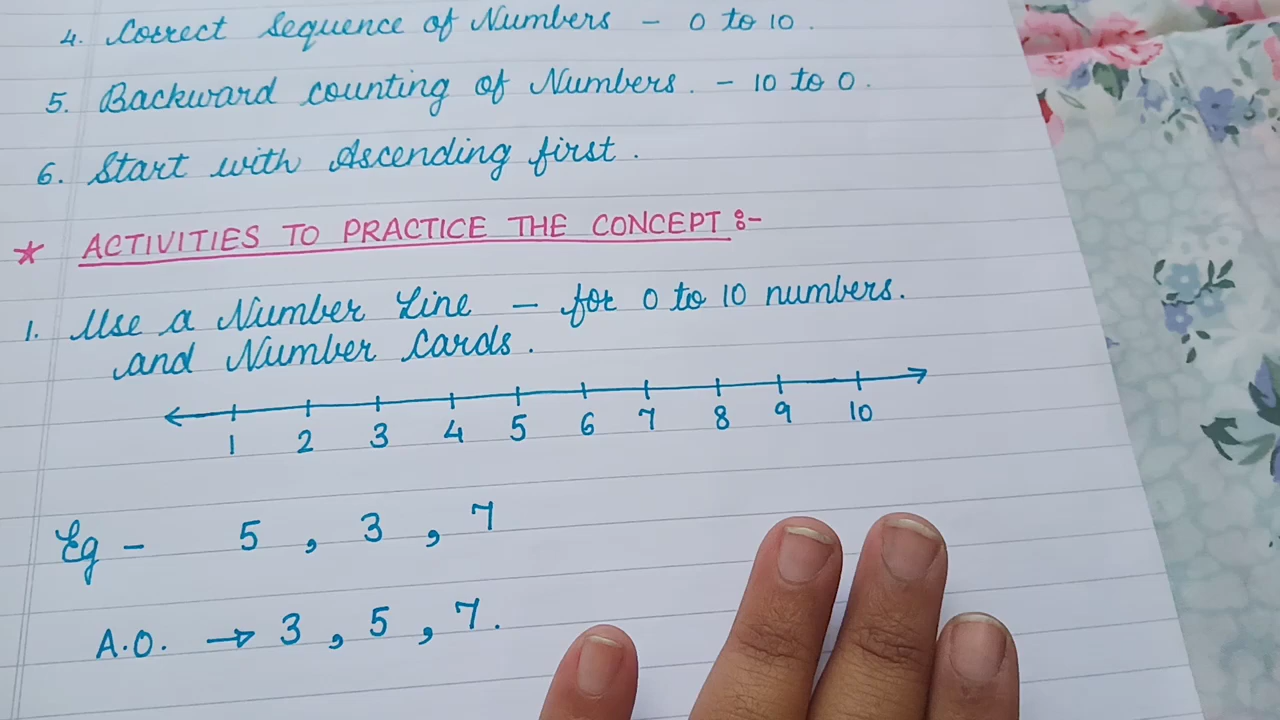 4. Correct Sequence of Numbers - 0 to 10.
5. Backward counting of Numbers. - 10 to 0.
6. Start with Ascending first.
* ACTIVITIES TO PRACTICE THE CONCEPT :-
1. Use a Number Line - for 0 to 10 numbers.
and Number Cards.
1 2 3 4 5 6 7 8 9 10
Eg - 5 , 3 , 7
A.O. → 3 , 5 , 7.